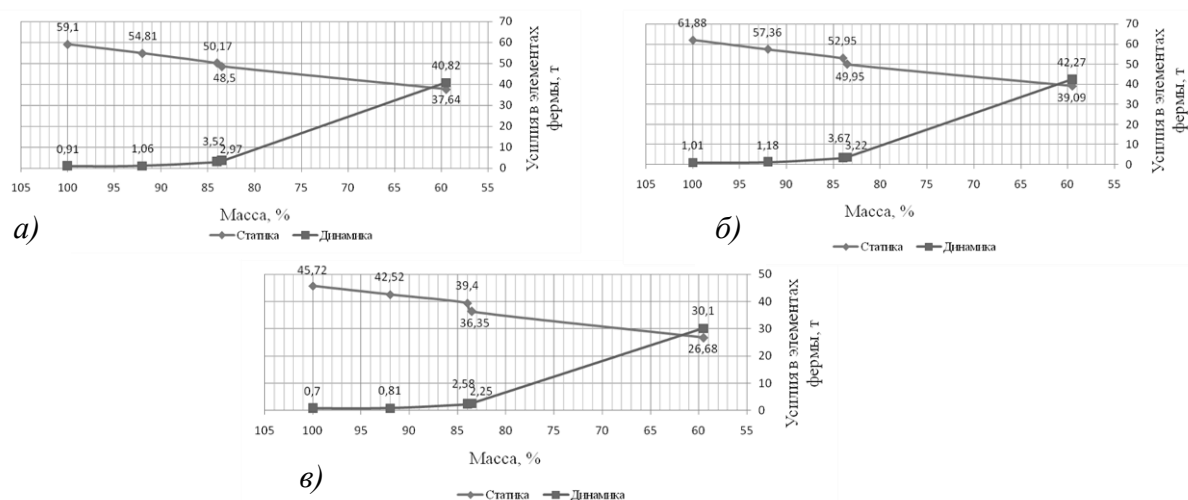 59,1
54,81
50,17
48,5
40,82
37,64
0,91
1,06
3,52
2,97
70
60
50
40
30
20
10
0
Усилия в элементах
фермы, т
105 100 95 90 85 80 75 70 65 60 55
Масса, %
а)
Статика Динамика
61,88
57,36
52,95
49,95
42,27
39,09
1,01
1,18
3,67
3,22
70
60
50
40
30
20
10
0
Усилия в элементах
фермы, т
105 100 95 90 85 80 75 70 65 60 55
Масса, %
б)
Статика Динамика
45,72
42,52
39,4
36,35
30,1
26,68
0,7
0,81
2,58
2,25
50
40
30
20
10
0
Усилия в элементах
фермы, т
105 100 95 90 85 80 75 70 65 60 55
Масса, %
в)
Статика Динамика